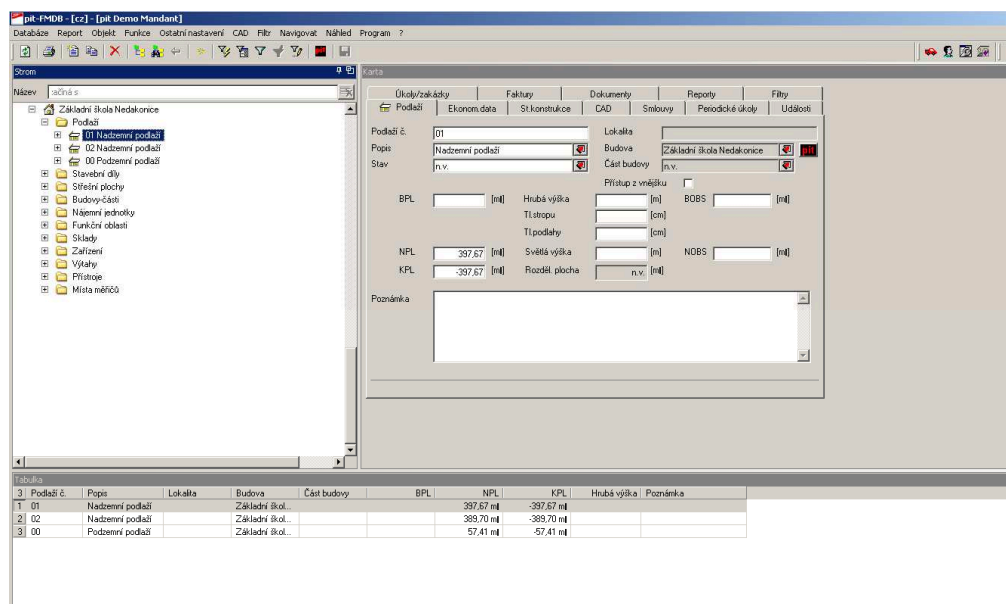 pit-FMDB - [cz] - [pit Demo Mandant]
Databáze Report Objekt Funkce Ostatní nastavení CAD Filtr Navigovat Náhled Program ?
Strom
Název začíná s
Základní škola Nedakonice
Podlaží
01 Nadzemní podlaží
02 Nadzemní podlaží
00 Podzemní podlaží
Stavební díly
Střešní plochy
Budovy-části
Nájemní jednotky
Funkční oblasti
Sklady
Zařízení
Výtahy
Přístroje
Místa měřičů
Karta
Úkoly/zakázky Faktury Dokumenty Reporty Filtry
Podlaží Ekonom.data St.konstrukce CAD Smlouvy Periodické úkoly Události
Podlaží č. 01 Lokalita
Popis Nadzemní podlaží Budova Základní škola Nedakonice pit
Stav n.v. Část budovy n.v.
Přístup z vnějšku
BPL [m²] Hrubá výška [m] BOBS [m²]
Tl.stropu [cm]
Tl.podlahy [cm]
NPL 397,67 [m²] Světlá výška [m] NOBS [m²]
KPL -397,67 [m²] Rozděl. plocha n.v. [m²]
Poznámka
Tabulka
3 Podlaží č. Popis Lokalita Budova Část budovy BPL NPL KPL Hrubá výška Poznámka
1 01 Nadzemní podlaží Základní škol... 397,67 m² -397,67 m²
2 02 Nadzemní podlaží Základní škol... 389,70 m² -389,70 m²
3 00 Podzemní podlaží Základní škol... 57,41 m² -57,41 m²